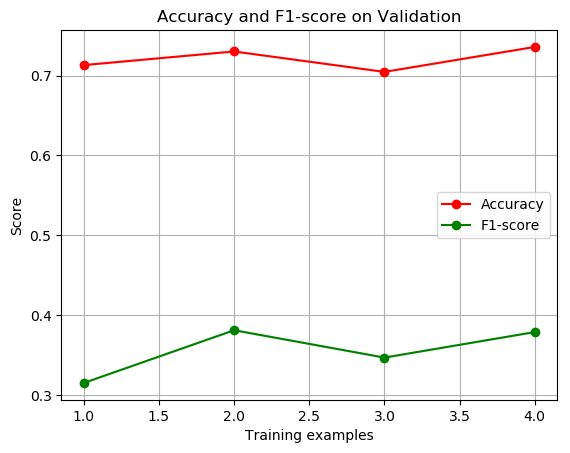 Accuracy and F1-score on Validation
Score
0.7
0.6
0.5
0.4
0.3
Accuracy
F1-score
1.0 1.5 2.0 2.5 3.0 3.5 4.0
Training examples